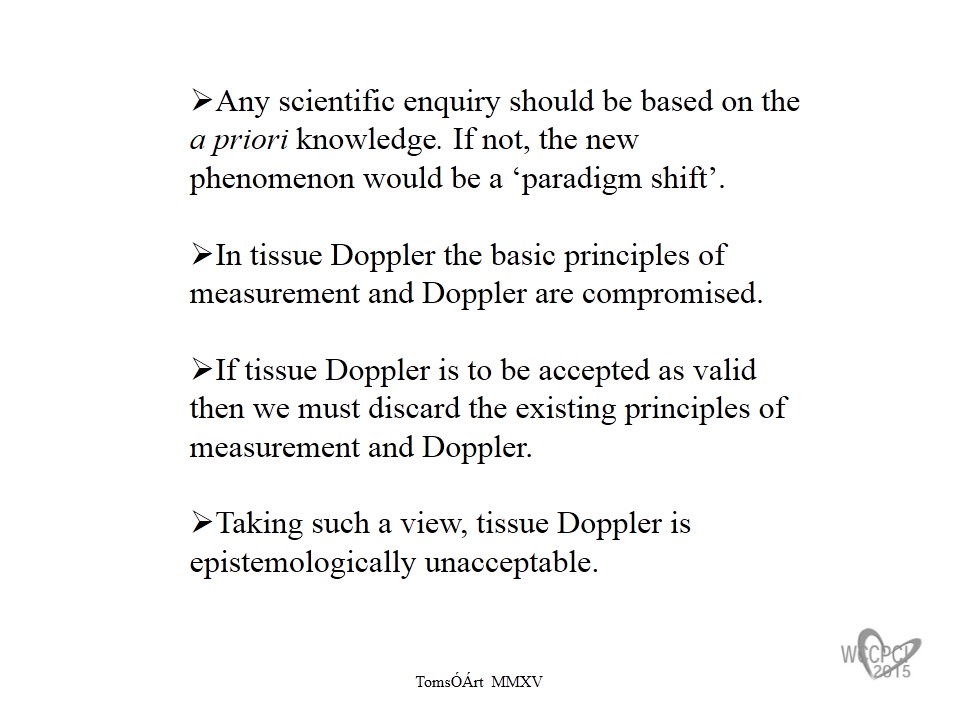 ➢Any scientific enquiry should be based on the
a priori knowledge. If not, the new
phenomenon would be a ‘paradigm shift’.
➢In tissue Doppler the basic principles of
measurement and Doppler are compromised.
➢If tissue Doppler is to be accepted as valid
then we must discard the existing principles of
measurement and Doppler.
➢Taking such a view, tissue Doppler is
epistemologically unacceptable.
TomsÓÁrt MMXV
WCCPCI
2015